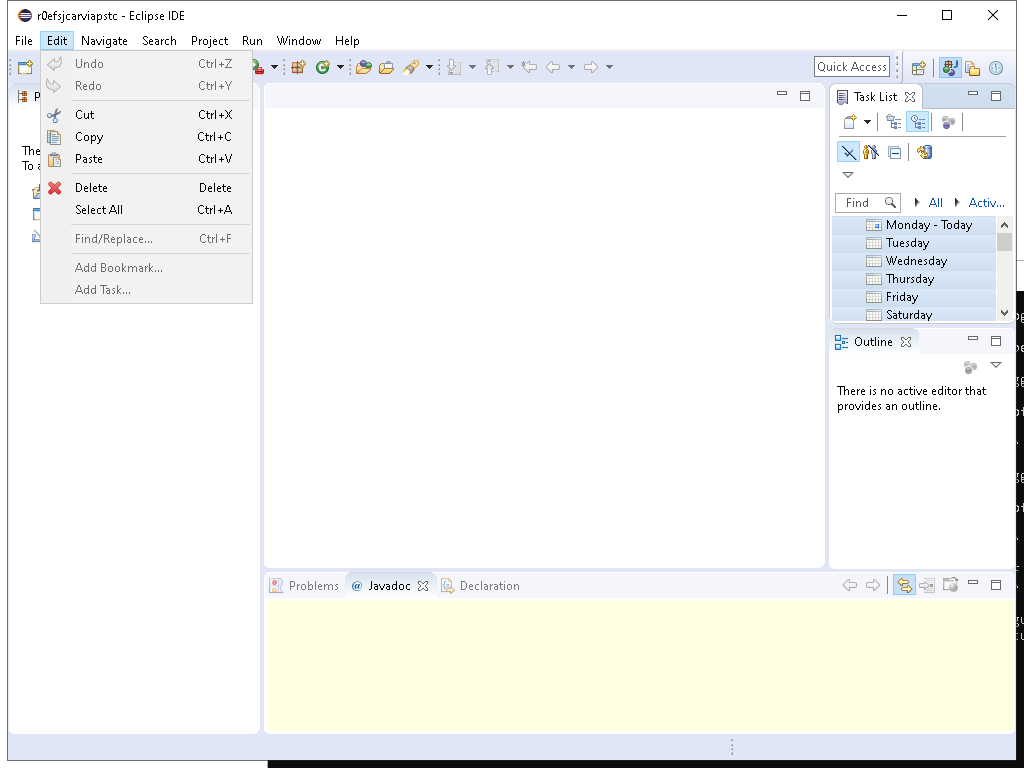 r0efsjcarviapstc - Eclipse IDE
File Edit Navigate Search Project Run Window Help
Quick Access
Undo Ctrl+Z
Redo Ctrl+Y
Cut Ctrl+X
Copy Ctrl+C
Paste Ctrl+V
Delete Delete
Select All Ctrl+A
Find/Replace... Ctrl+F
Add Bookmark...
Add Task...
P
The
To a
Task List
Find All Activ...
Monday - Today
Tuesday
Wednesday
Thursday
Friday
Saturday
Outline
There is no active editor that
provides an outline.
Problems @ Javadoc Declaration